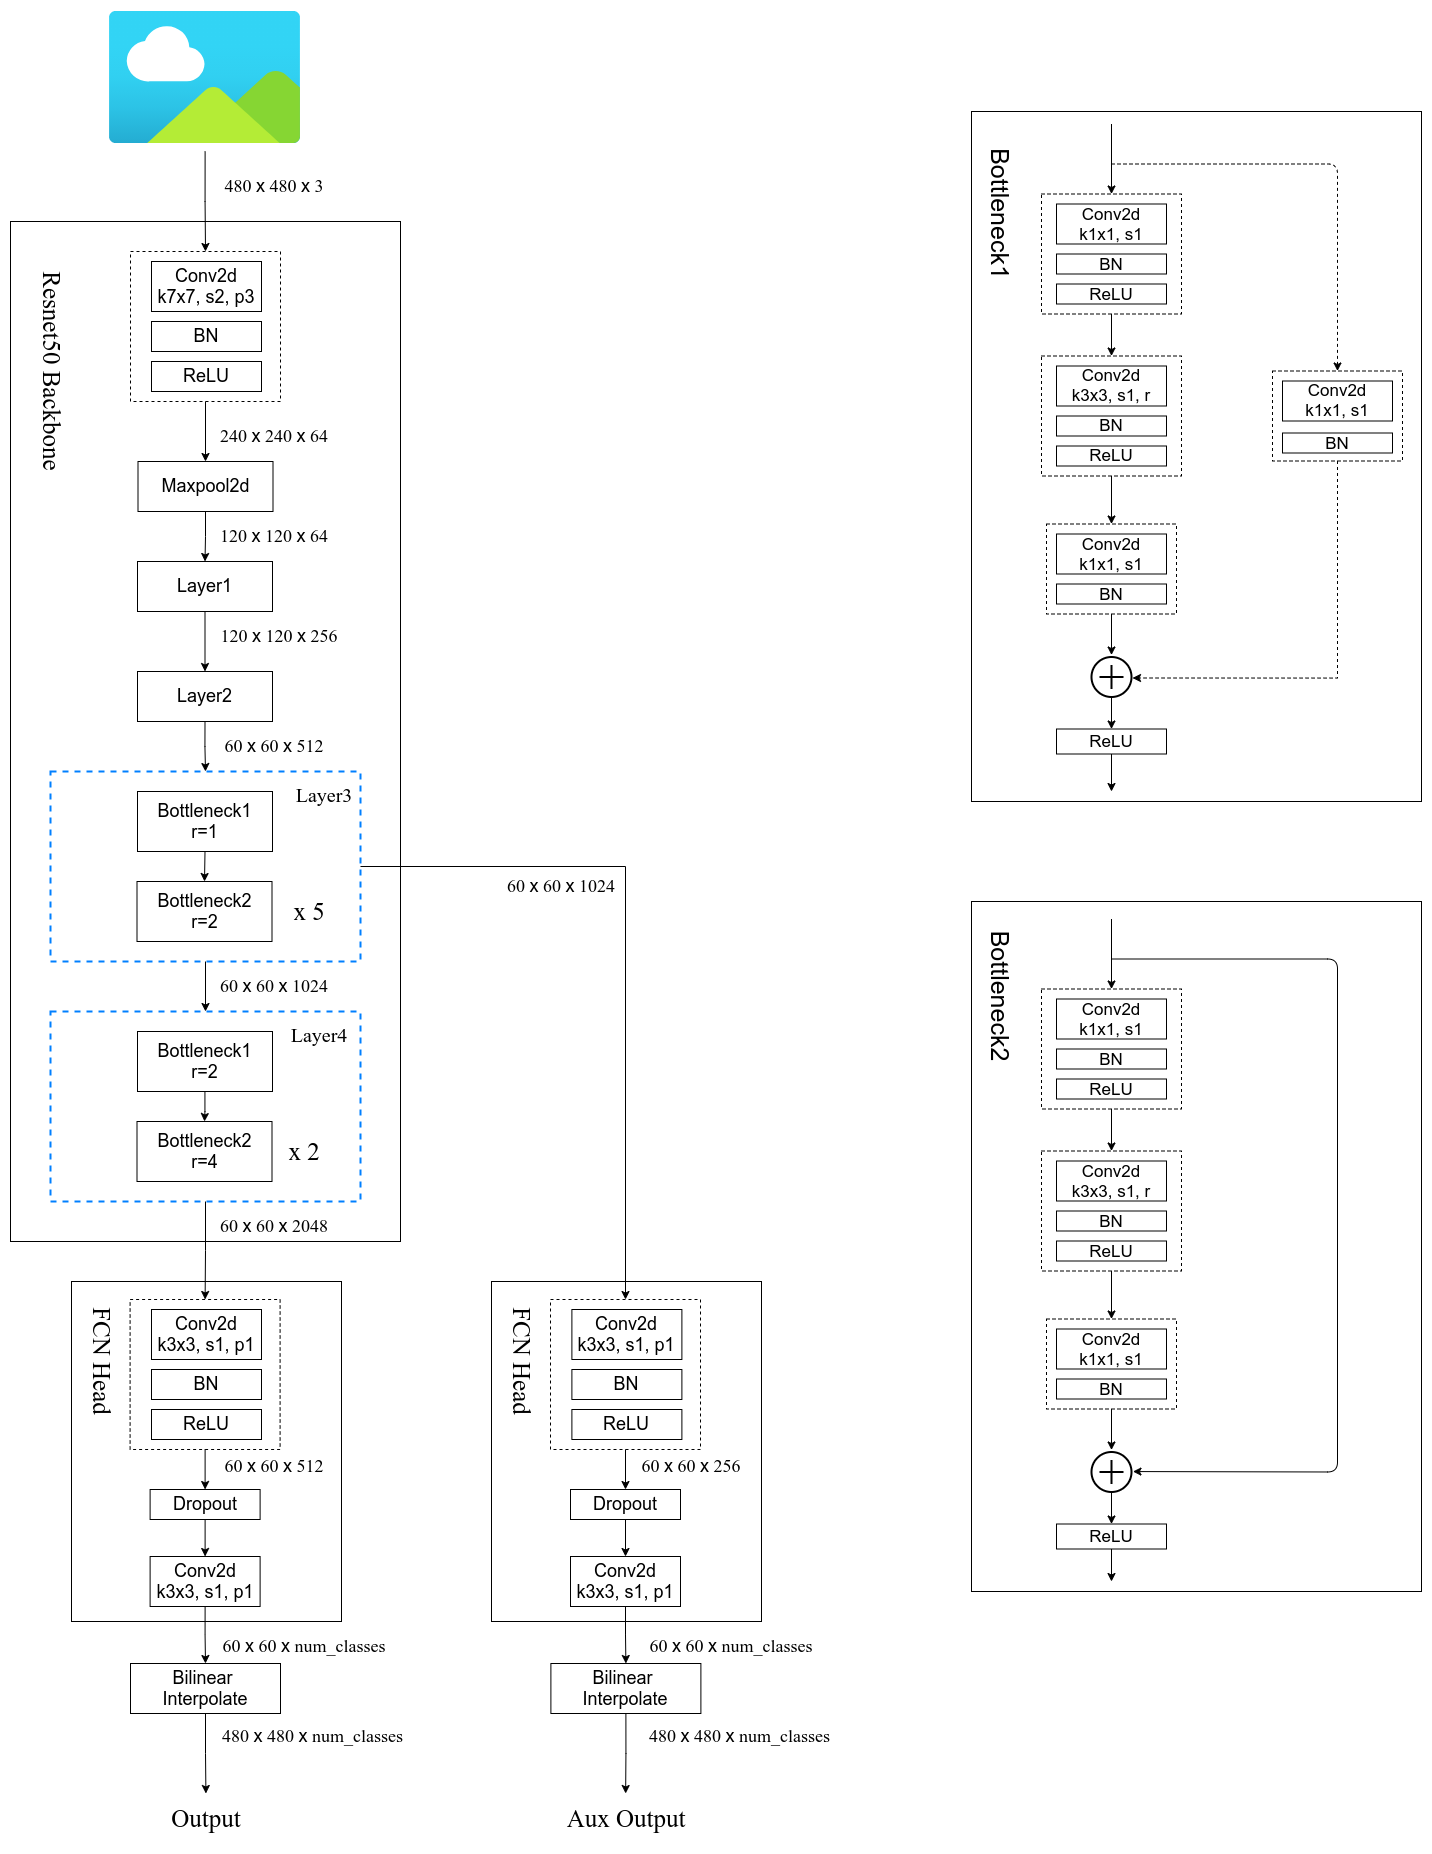 480 x 480 x 3
Resnet50 Backbone
Conv2d
k7x7, s2, p3
BN
ReLU
240 x 240 x 64
Maxpool2d
120 x 120 x 64
Layer1
120 x 120 x 256
Layer2
60 x 60 x 512
Layer3
Bottleneck1
r=1
Bottleneck2
r=2
x 5
60 x 60 x 1024
60 x 60 x 1024
Layer4
Bottleneck1
r=2
Bottleneck2
r=4
x 2
60 x 60 x 2048
FCN Head
Conv2d
k3x3, s1, p1
BN
ReLU
60 x 60 x 512
Dropout
Conv2d
k3x3, s1, p1
60 x 60 x num_classes
Bilinear
Interpolate
480 x 480 x num_classes
Output
FCN Head
Conv2d
k3x3, s1, p1
BN
ReLU
60 x 60 x 256
Dropout
Conv2d
k3x3, s1, p1
60 x 60 x num_classes
Bilinear
Interpolate
480 x 480 x num_classes
Aux Output
Bottleneck1
Conv2d
k1x1, s1
BN
ReLU
Conv2d
k3x3, s1, r
BN
ReLU
Conv2d
k1x1, s1
BN
Conv2d
k1x1, s1
BN
ReLU
Bottleneck2
Conv2d
k1x1, s1
BN
ReLU
Conv2d
k3x3, s1, r
BN
ReLU
Conv2d
k1x1, s1
BN
ReLU